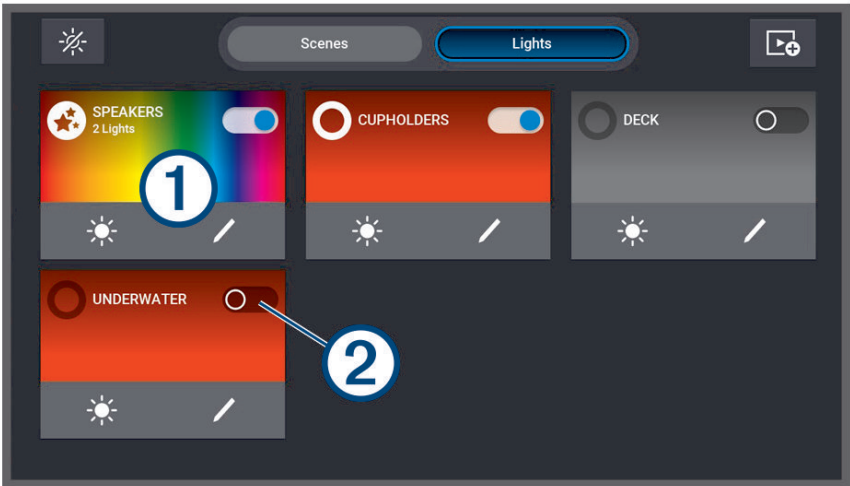 Scenes
Lights
SPEAKERS
2 Lights
CUPHOLDERS
DECK
1
UNDERWATER
2